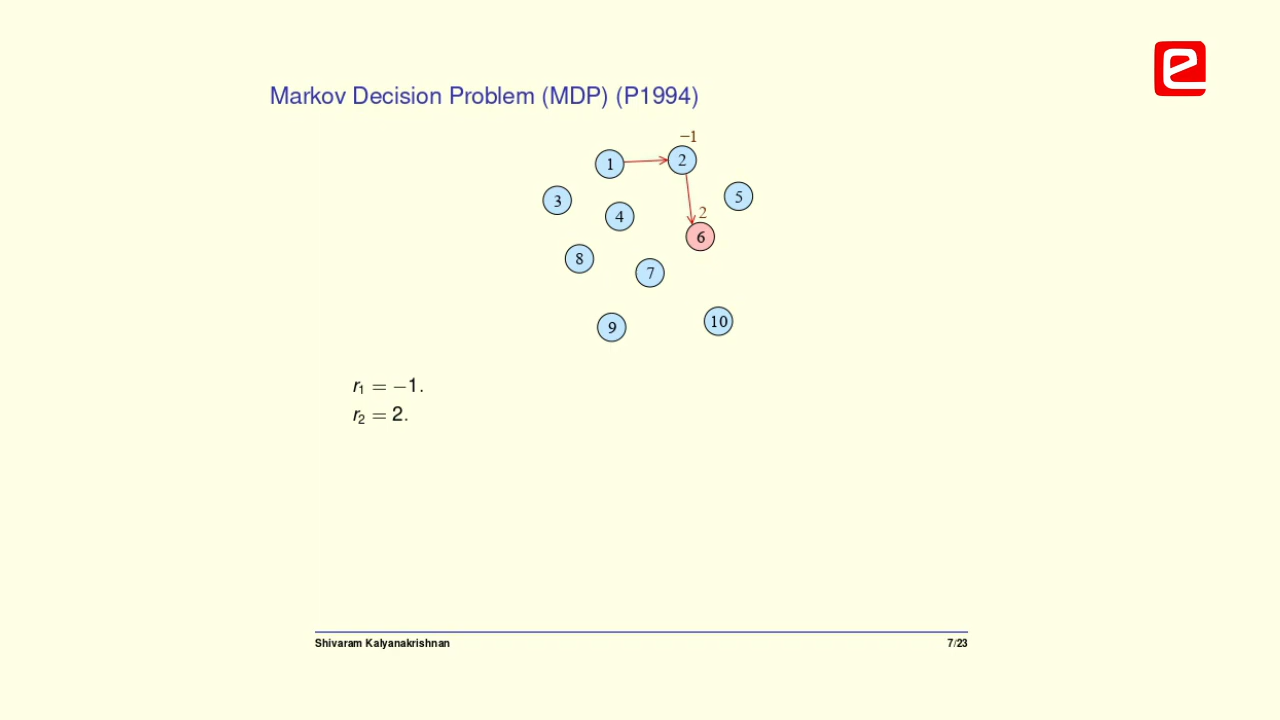 Markov Decision Problem (MDP) (P1994)
−1
1
2
3
4
5
2
6
8
7
9
10
r₁ = −1.
r₂ = 2.
Shivaram Kalyanakrishnan
7/23
e